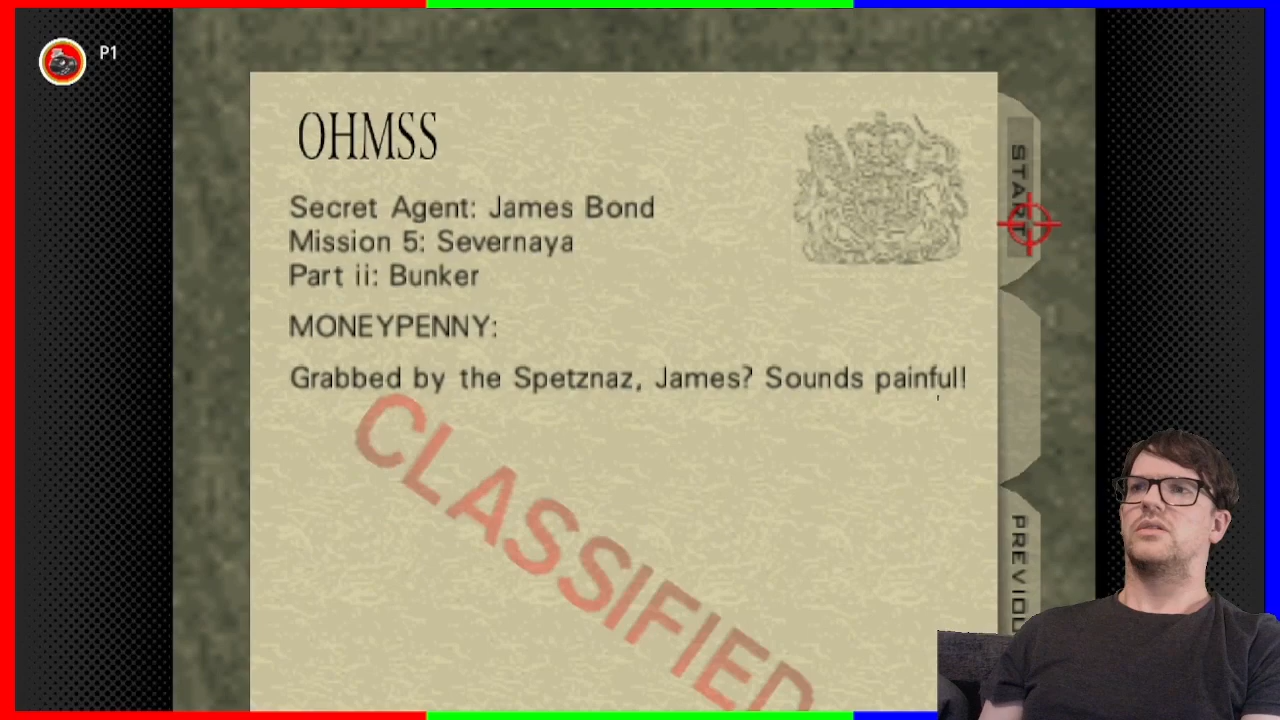 P1
OHMSS
START
Secret Agent: James Bond
Mission 5: Severnaya
Part ii: Bunker
MONEYPENNY:
Grabbed by the Spetznaz, James? Sounds painful!
CLASSIFIED
PREVIOU